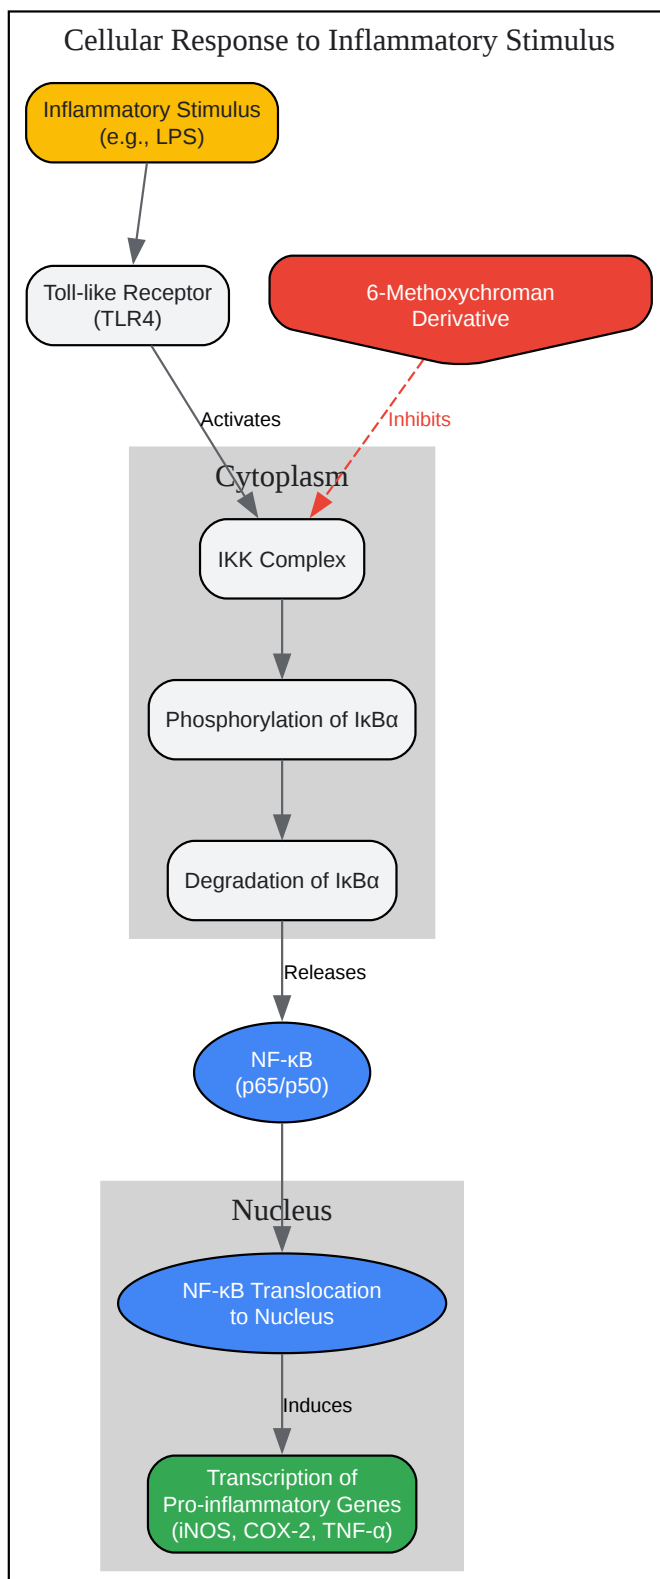 Cellular Response to Inflammatory Stimulus
Inflammatory Stimulus
(e.g., LPS)
Toll-like Receptor
(TLR4)
6-Methoxychroman
Derivative
Activates
Inhibits
Cytoplasm
IKK Complex
Phosphorylation of IκBα
Degradation of IκBα
Releases
NF-κB
(p65/p50)
Nucleus
NF-κB Translocation
to Nucleus
Induces
Transcription of
Pro-inflammatory Genes
(iNOS, COX-2, TNF-α)